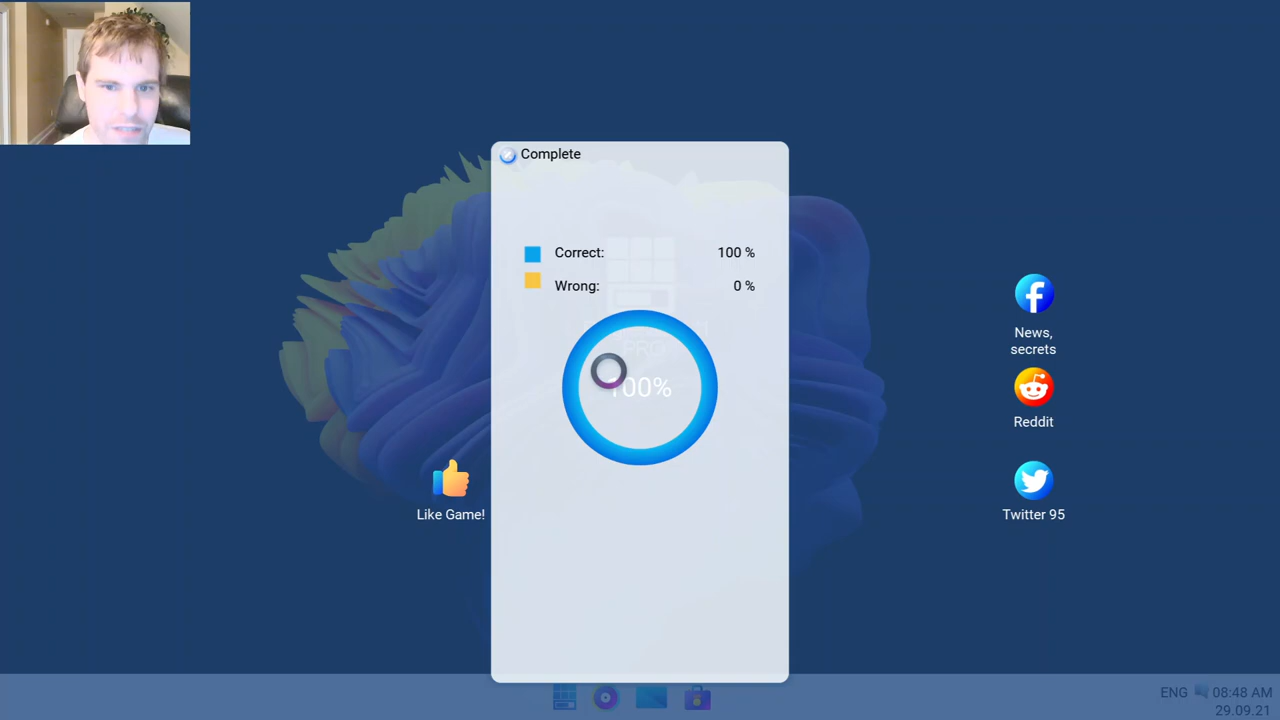 Complete
Correct: 100 %
Wrong: 0 %
100%
News,
secrets
Reddit
Like Game!
Twitter 95
ENG 08:48 AM
29.09.21